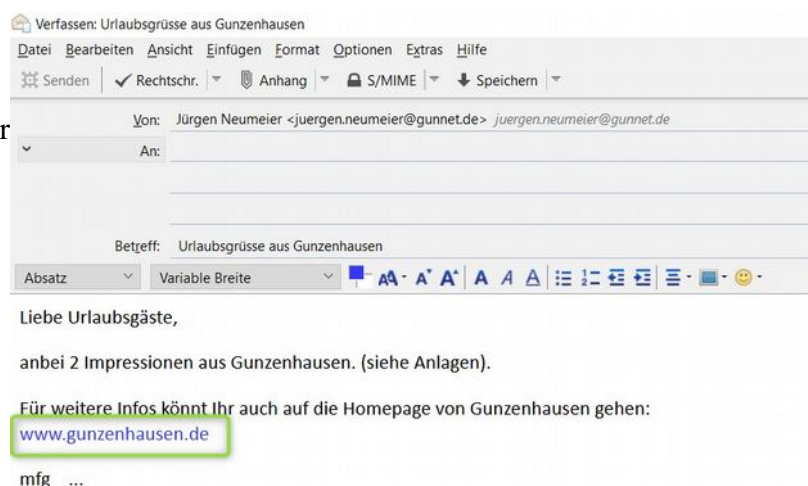 Verfassen: Urlaubsgrüsse aus Gunzenhausen
Datei Bearbeiten Ansicht Einfügen Format Optionen Extras Hilfe
Senden Rechtschr. Anhang S/MIME Speichern
r
Von: Jürgen Neumeier <juergen.neumeier@gunnet.de> juergen.neumeier@gunnet.de
An:
Betreff: Urlaubsgrüsse aus Gunzenhausen
Absatz Variable Breite
Liebe Urlaubsgäste,
anbei 2 Impressionen aus Gunzenhausen. (siehe Anlagen).
Für weitere Infos könnt Ihr auch auf die Homepage von Gunzenhausen gehen:
www.gunzenhausen.de
mfg ...